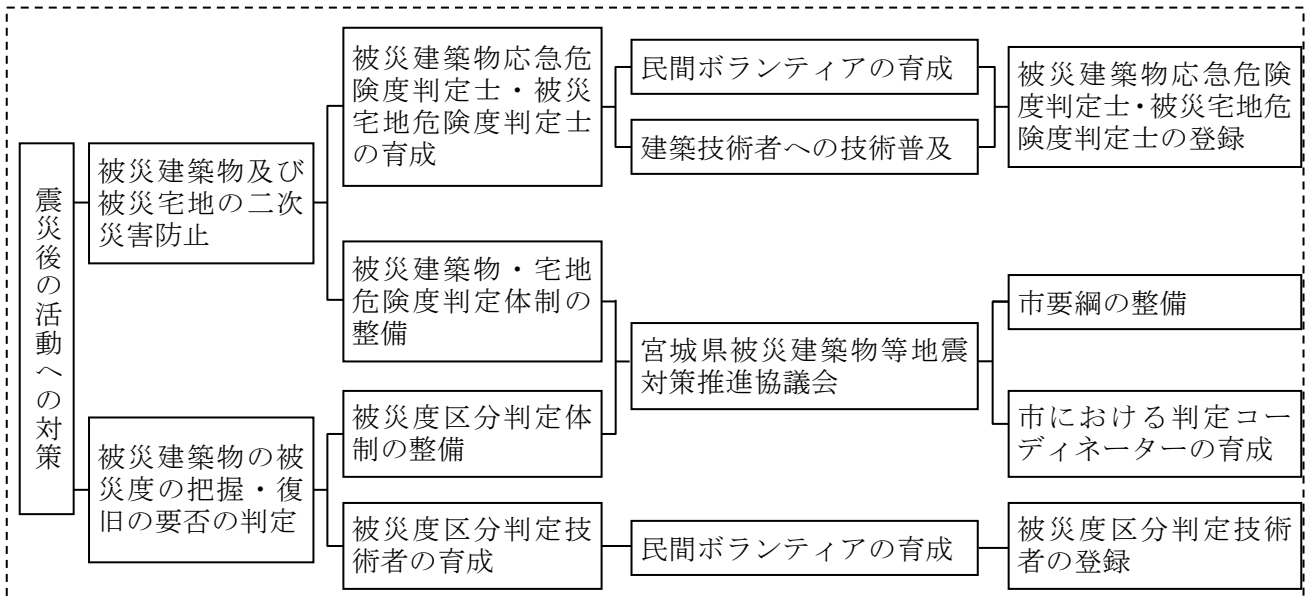 震災後の活動への対策
被災建築物及び
被災宅地の二次
災害防止
被災建築物の被
災度の把握・復
旧の要否の判定
被災建築物応急危
険度判定士・被災
宅地危険度判定士
の育成
被災建築物・宅地
危険度判定体制の
整備
被災度区分判定体
制の整備
被災度区分判定技
術者の育成
民間ボランティアの育成
建築技術者への技術普及
宮城県被災建築物等地震
対策推進協議会
民間ボランティアの育成
被災建築物応急危険
度判定士・被災宅地危
険度判定士の登録
市要綱の整備
市における判定コー
ディネーターの育成
被災度区分判定技術
者の登録